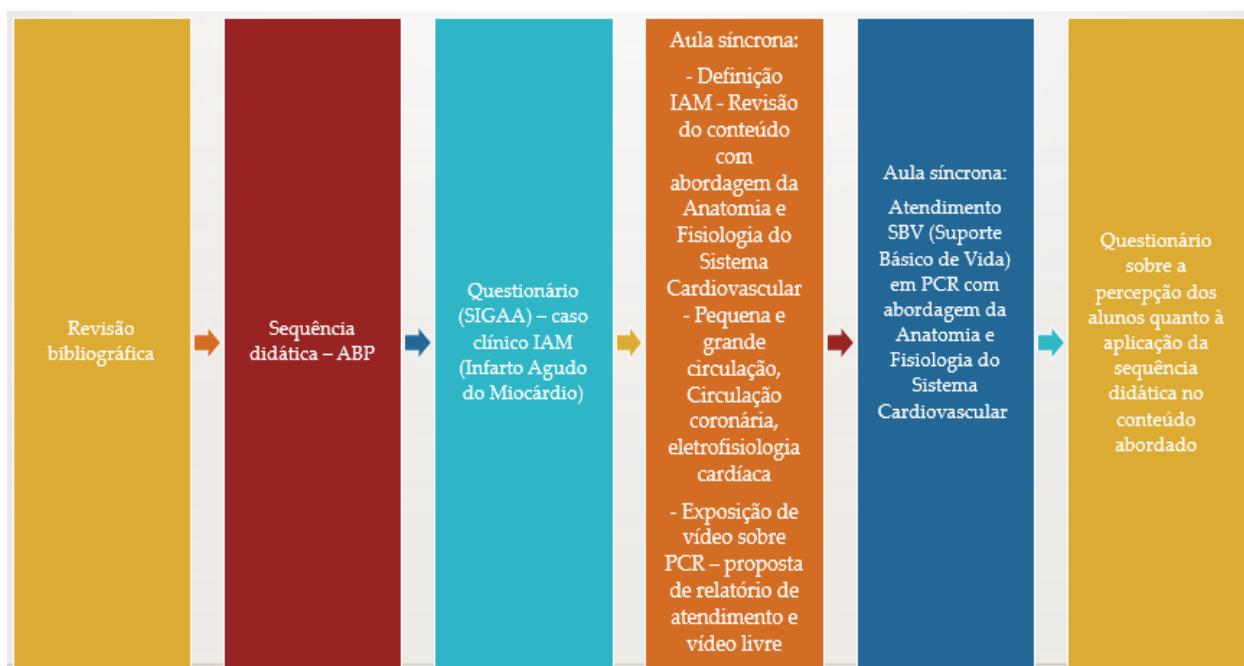 Revisão
bibliográfica
Sequência
didática – ABP
Questionário
(SIGAA) – caso
clínico IAM
(Infarto Agudo
do Miocárdio)
Aula síncrona:
- Definição
IAM - Revisão
do conteúdo
com
abordagem da
Anatomia e
Fisiologia do
Sistema
Cardiovascular
- Pequena e
grande
circulação,
Circulação
coronária,
eletrofisiologia
cardíaca
- Exposição de
vídeo sobre
PCR – proposta
de relatório de
atendimento e
vídeo livre
Aula síncrona:
Atendimento
SBV (Suporte
Básico de Vida)
em PCR com
abordagem da
Anatomia e
Fisiologia do
Sistema
Cardiovascular
Questionário
sobre a
percepção dos
alunos quanto à
aplicação da
sequência
didática no
conteúdo
abordado